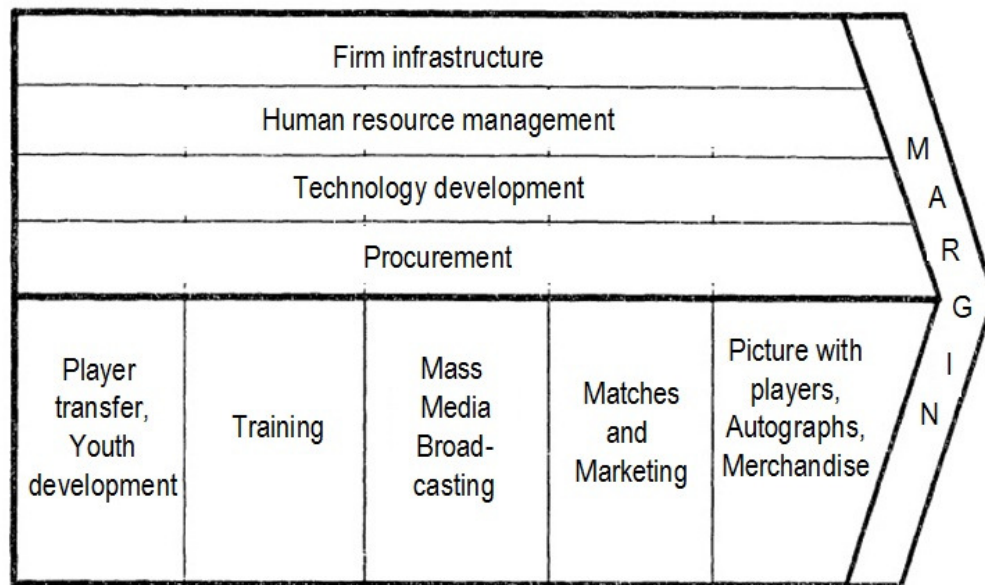 Firm infrastructure
Human resource management
Technology development
Procurement
Player
transfer,
Youth
development
Training
Mass
Media
Broad-
casting
Matches
and
Marketing
Picture with
players,
Autographs,
Merchandise
M
A
R
G
I
N